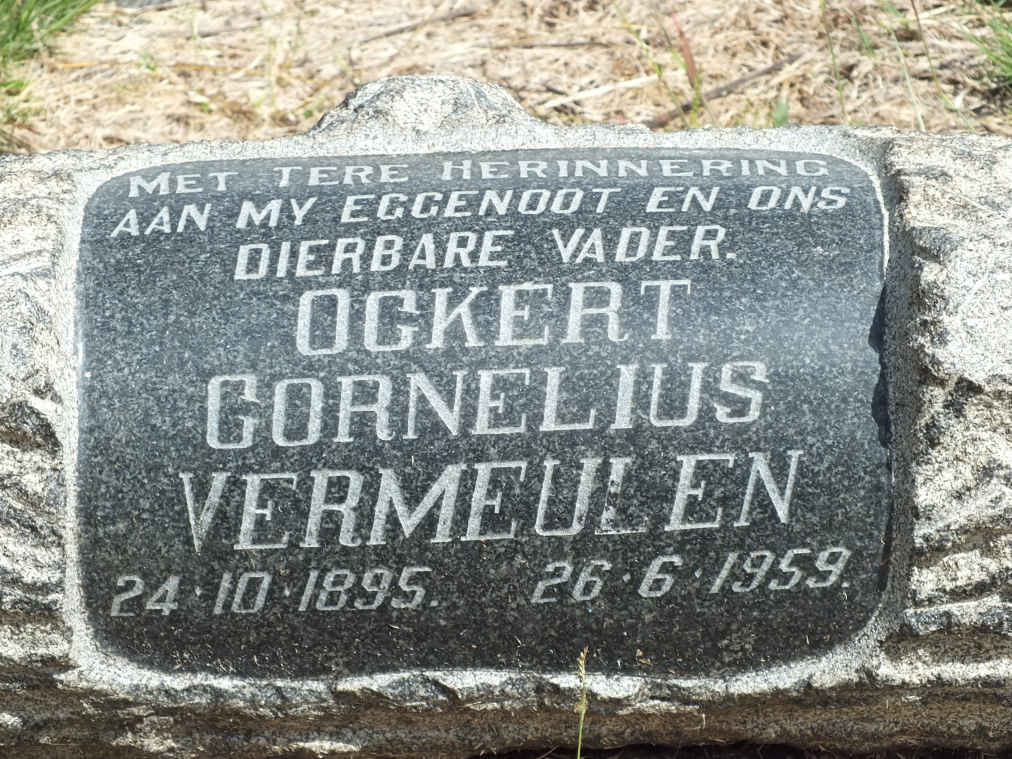 MET TERE HERINNERING
AAN MY EGGENOOT EN ONS
DIERBARE VADER.
OCKERT
CORNELIUS
VERMEULEN
24·10·1895. 26·6·1959.